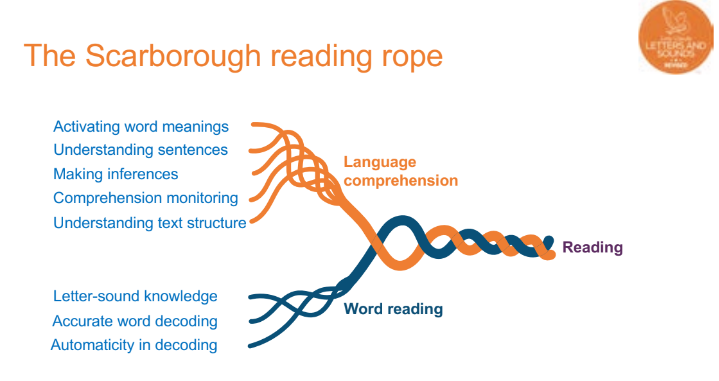 The Scarborough reading rope
LETTERS AND
SOUNDS
REVISED
Activating word meanings
Understanding sentences
Making inferences
Comprehension monitoring
Understanding text structure
Language
comprehension
Reading
Letter-sound knowledge
Accurate word decoding
Automaticity in decoding
Word reading